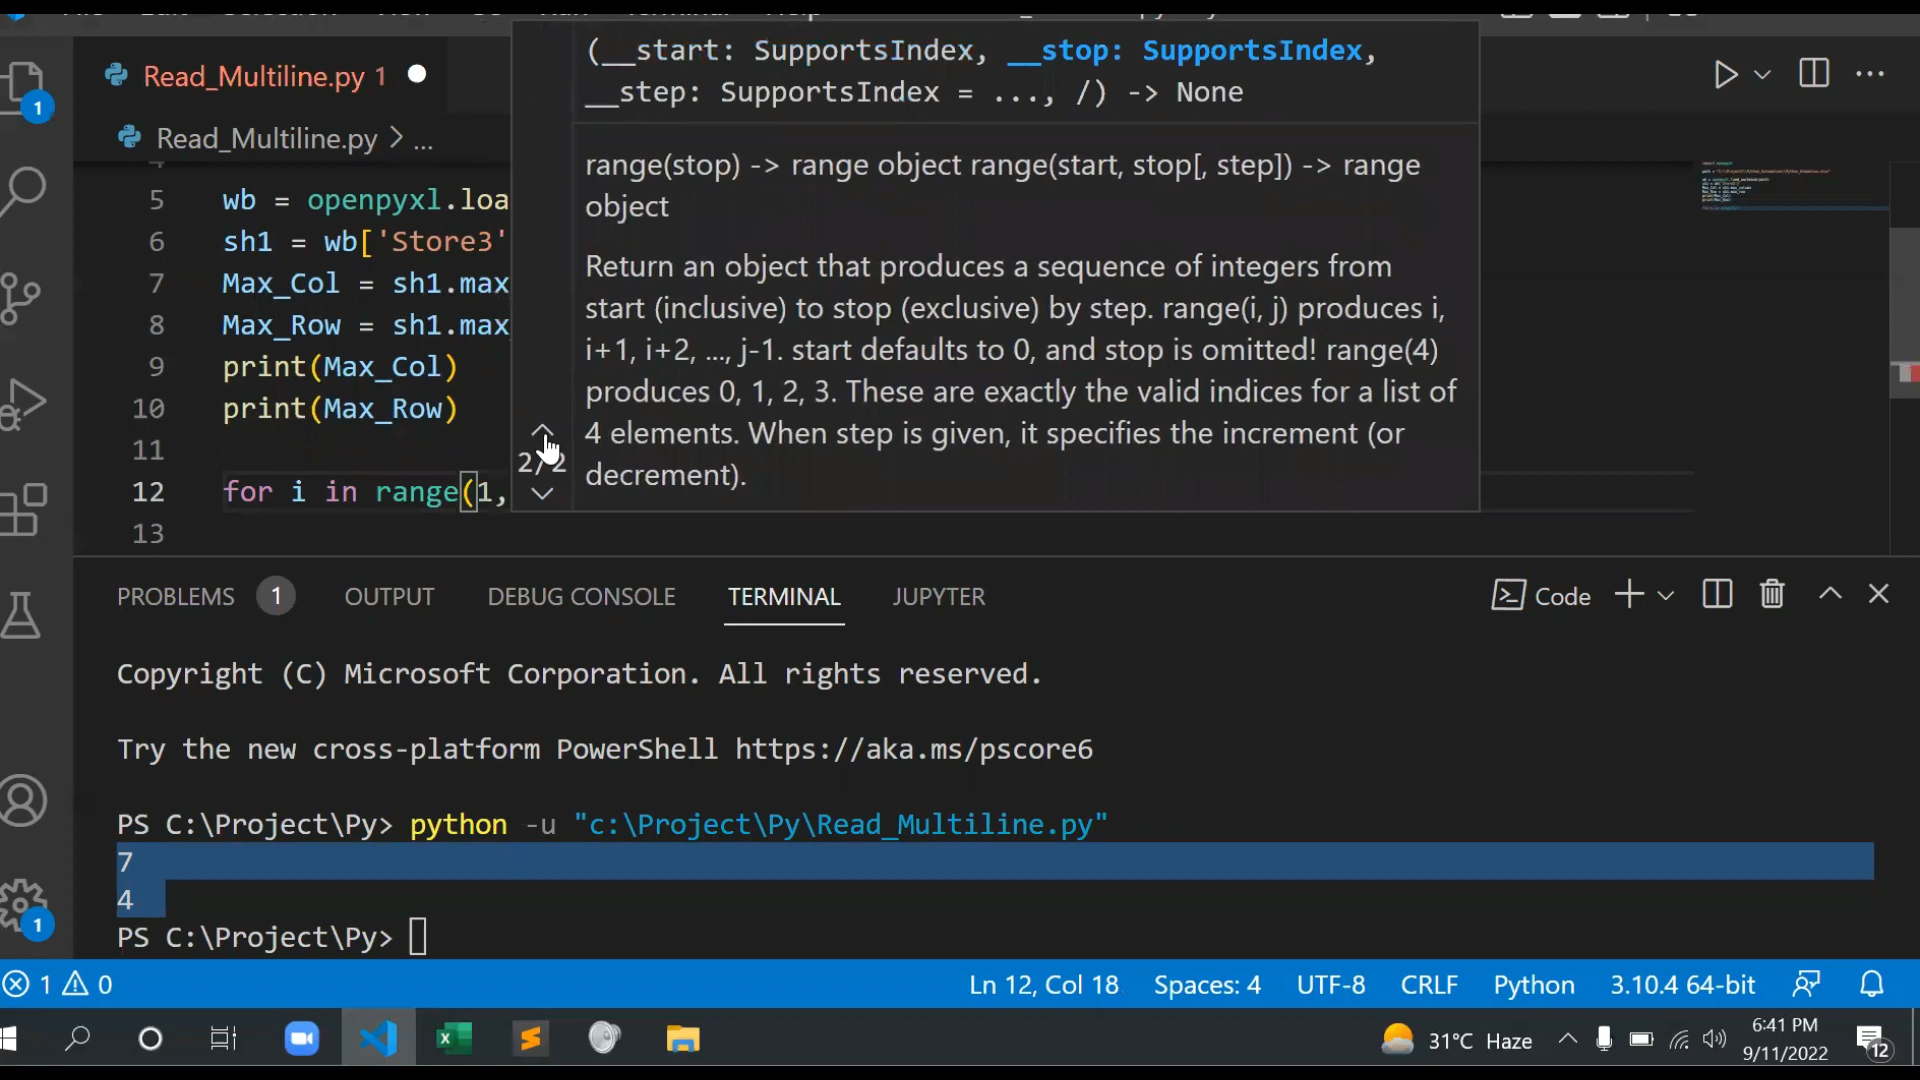 (__start: SupportsIndex, __stop: SupportsIndex,
__step: SupportsIndex = ..., /) -> None
Read_Multiline.py 1
1
Read_Multiline.py > ...
range(stop) -> range object range(start, stop[, step]) -> range
object
Return an object that produces a sequence of integers from
start (inclusive) to stop (exclusive) by step. range(i, j) produces i,
i+1, i+2, ..., j-1. start defaults to 0, and stop is omitted! range(4)
produces 0, 1, 2, 3. These are exactly the valid indices for a list of
4 elements. When step is given, it specifies the increment (or
decrement).
2/2
5 wb = openpyxl.loa
6 sh1 = wb['Store3'
7 Max_Col = sh1.max
8 Max_Row = sh1.max
9 print(Max_Col)
10 print(Max_Row)
11
12 for i in range(1,
13
PROBLEMS 1 OUTPUT DEBUG CONSOLE TERMINAL JUPYTER Code
Copyright (C) Microsoft Corporation. All rights reserved.
Try the new cross-platform PowerShell https://aka.ms/pscore6
PS C:\Project\Py> python -u "c:\Project\Py\Read_Multiline.py"
7
4
PS C:\Project\Py>
1
1 0 Ln 12, Col 18 Spaces: 4 UTF-8 CRLF Python 3.10.4 64-bit
31°C Haze 6:41 PM
9/11/2022
12